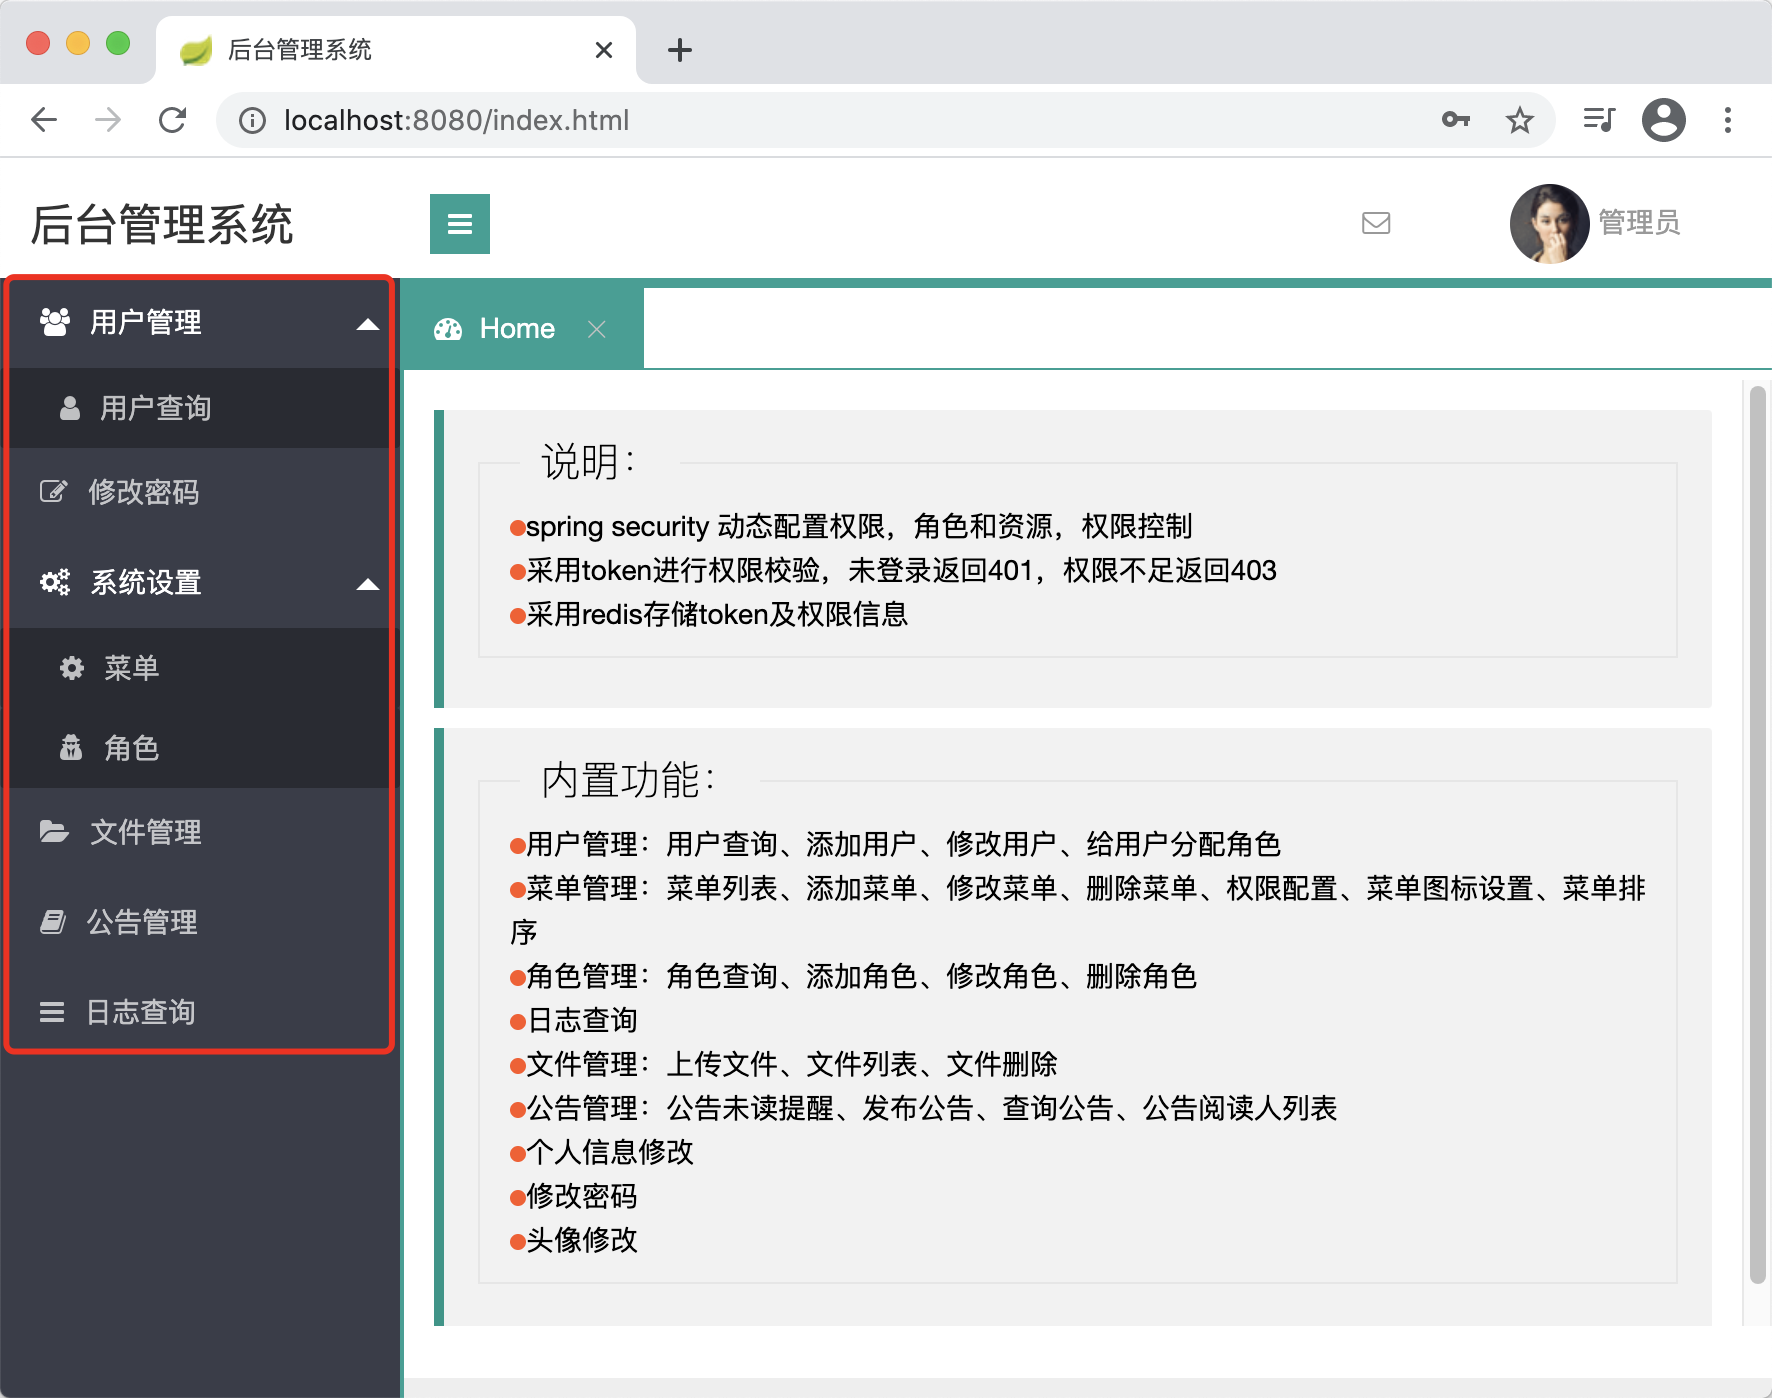 后台管理系统
localhost:8080/index.html
后台管理系统
管理员
用户管理
用户查询
修改密码
系统设置
菜单
角色
文件管理
公告管理
日志查询
Home
说明：
spring security 动态配置权限，角色和资源，权限控制
采用token进行权限校验，未登录返回401，权限不足返回403
采用redis存储token及权限信息
内置功能：
用户管理：用户查询、添加用户、修改用户、给用户分配角色
菜单管理：菜单列表、添加菜单、修改菜单、删除菜单、权限配置、菜单图标设置、菜单排
序
角色管理：角色查询、添加角色、修改角色、删除角色
日志查询
文件管理：上传文件、文件列表、文件删除
公告管理：公告未读提醒、发布公告、查询公告、公告阅读人列表
个人信息修改
修改密码
头像修改